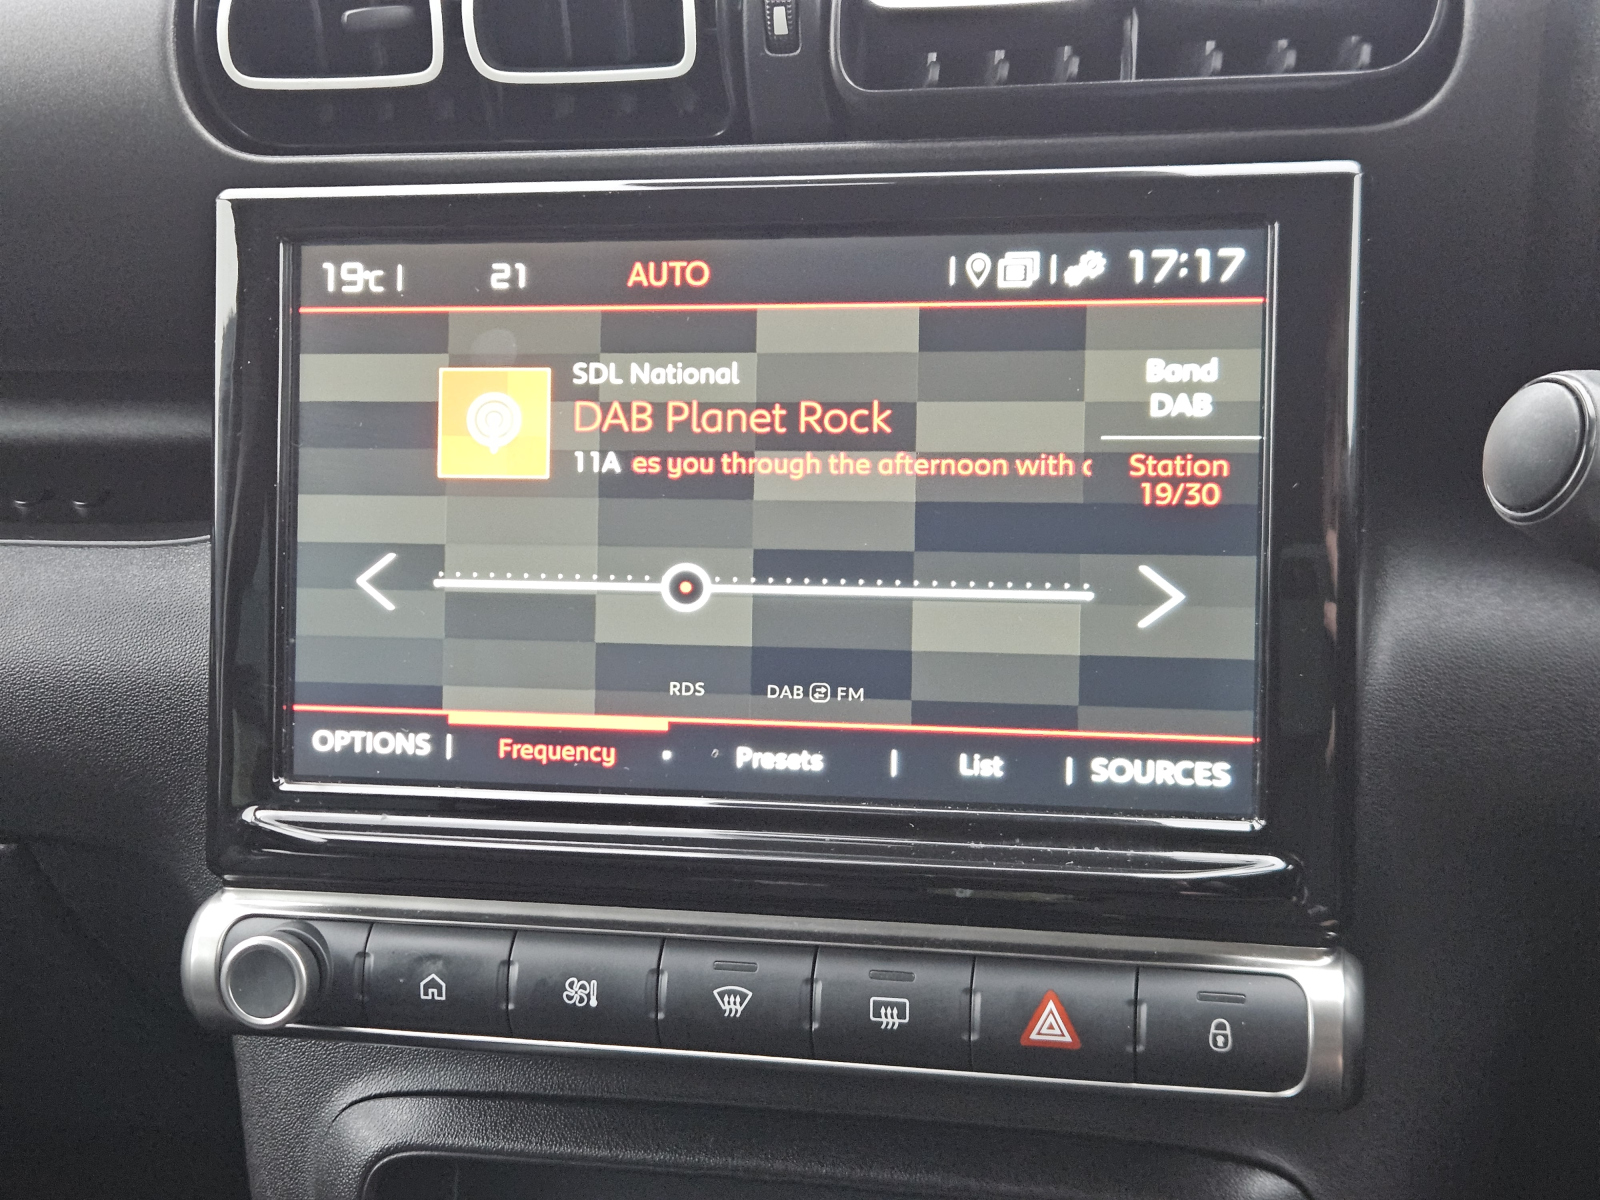 19°C | 21 AUTO 17:17
SDL National
DAB Planet Rock
11A es you through the afternoon with
Band
DAB
Station
19/30
RDS DAB FM
OPTIONS | Frequency Presets | List | SOURCES